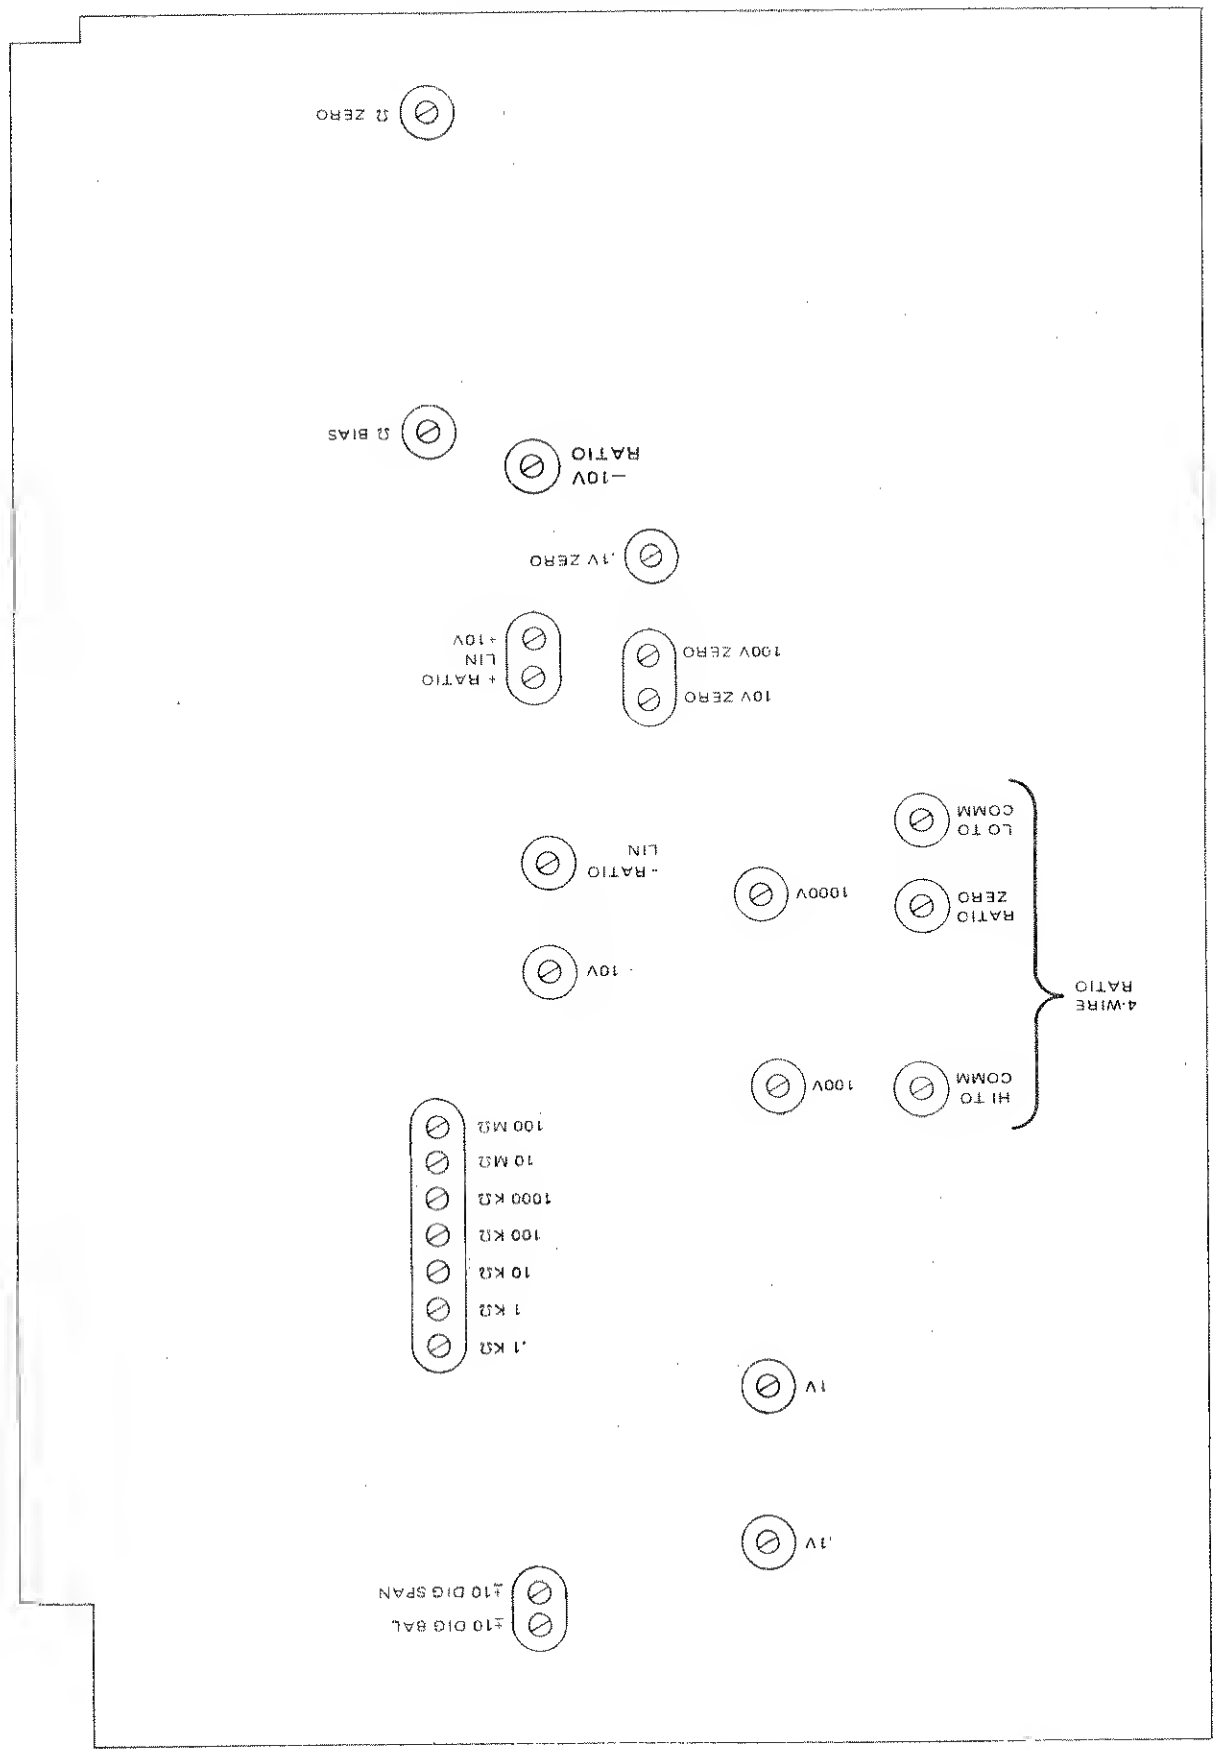 ±10 DIG BAL
±10 DIG SPAN
.1V
1V
.1 KΩ
1 KΩ
10 KΩ
100 KΩ
1000 KΩ
10 MΩ
100 MΩ
HI TO
COMM
100V
4-WIRE
RATIO
- 10V
RATIO
ZERO
1000V
- RATIO
LIN
LO TO
COMM
10V ZERO
100V ZERO
+ RATIO
LIN
+10V
.1V ZERO
−10V
RATIO
Ω BIAS
Ω ZERO